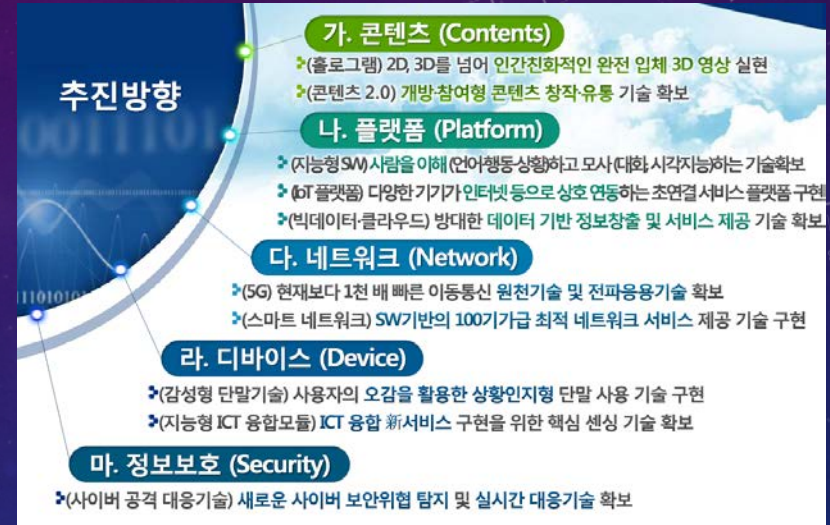 추진방향
가. 콘텐츠 (Contents)
(홀로그램) 2D, 3D를 넘어 인간친화적인 완전 입체 3D 영상 실현
(콘텐츠 2.0) 개방·참여형 콘텐츠 창작·유통 기술 확보
나. 플랫폼 (Platform)
(지능형 SW) 사람을 이해(언어·행동·상황)하고 모사(대화, 시각지능)하는 기술확보
(IoT 플랫폼) 다양한 기기가 인터넷 등으로 상호 연동하는 초연결 서비스 플랫폼 구현
(빅데이터·클라우드) 방대한 데이터 기반 정보창출 및 서비스 제공 기술 확보
다. 네트워크 (Network)
(5G) 현재보다 1천 배 빠른 이동통신 원천기술 및 전파응용기술 확보
(스마트 네트워크) SW기반의 100기가급 최적 네트워크 서비스 제공 기술 구현
라. 디바이스 (Device)
(감성형 단말기술) 사용자의 오감을 활용한 상황인지형 단말 사용 기술 구현
(지능형 ICT 융합모듈) ICT 융합 新서비스 구현을 위한 핵심 센싱 기술 확보
마. 정보보호 (Security)
(사이버 공격 대응기술) 새로운 사이버 보안위협 탐지 및 실시간 대응기술 확보